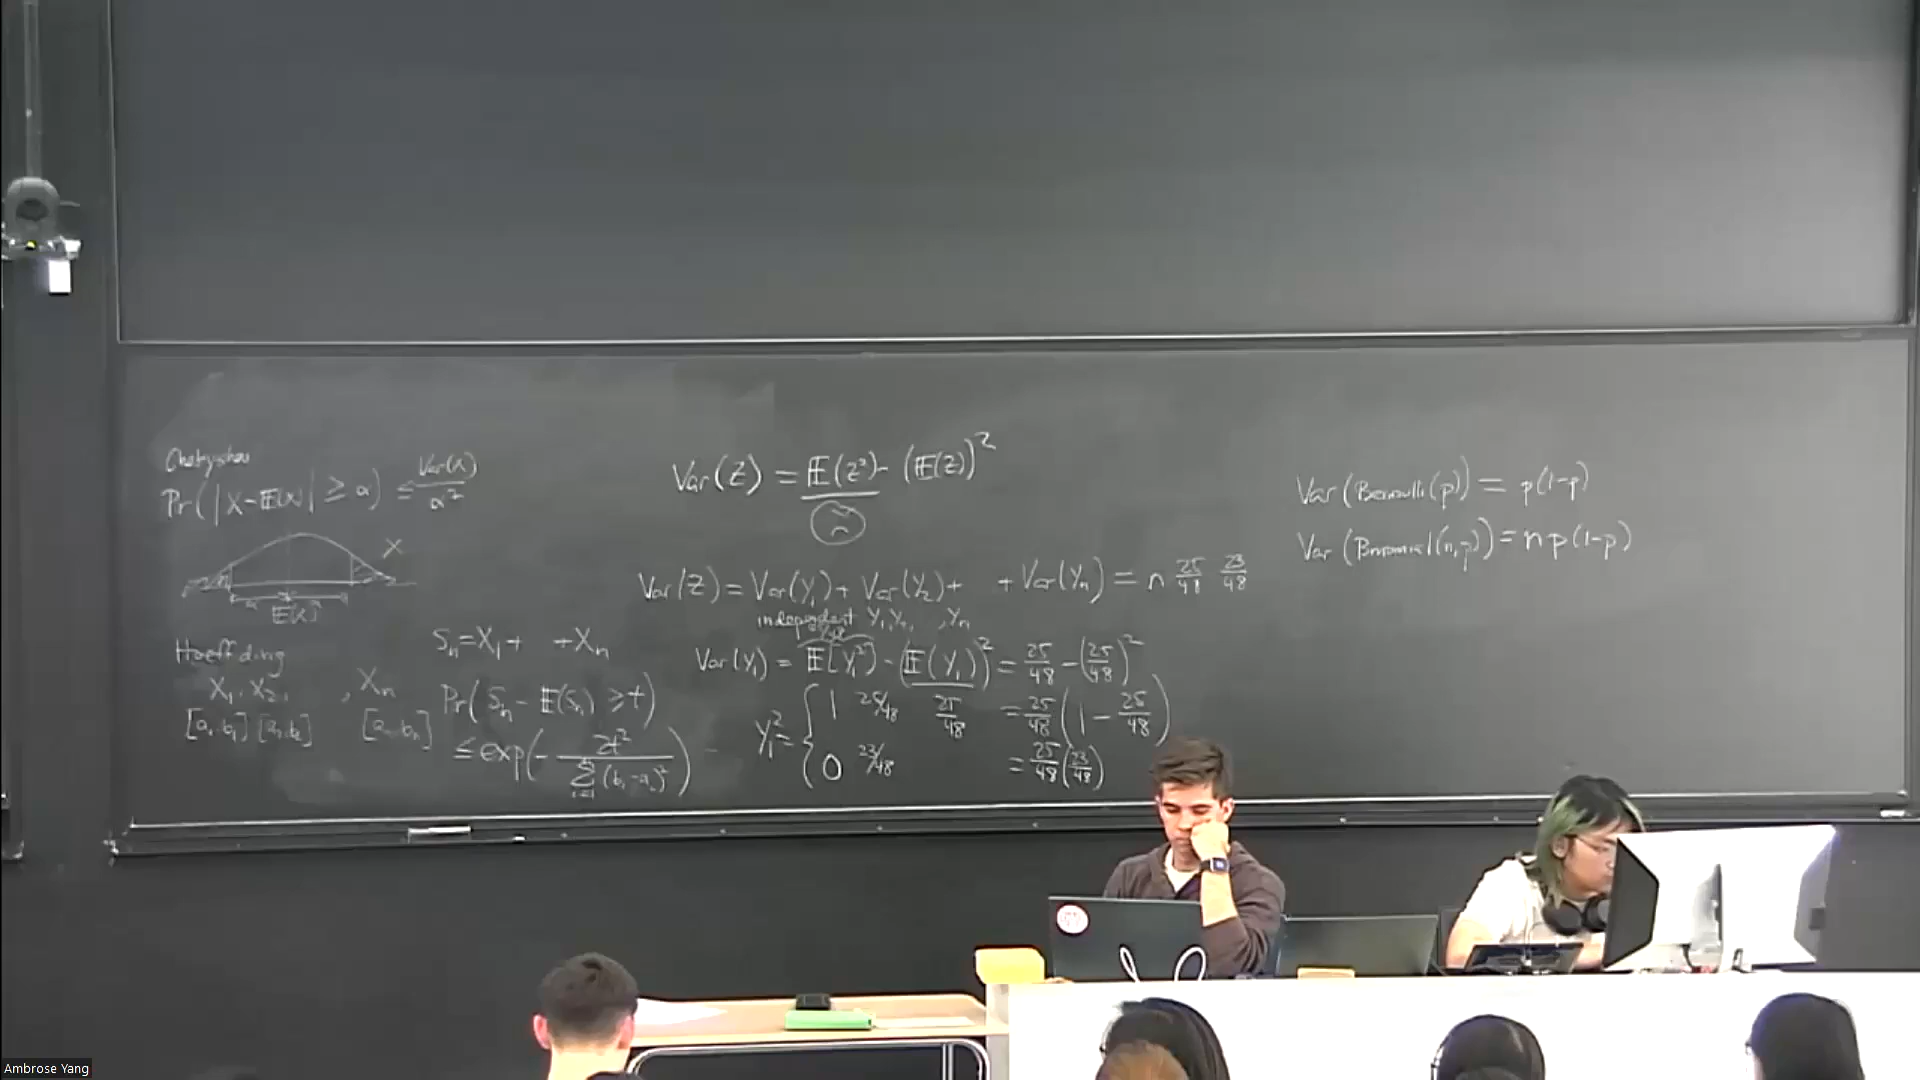 Chebyshev
Pr(|X-𝔼(X)| ≥ a) ≤ Var(X)/a²
X
a
𝔼(X)
Hoeffding
X₁, X₂, , Xₙ
[a₁,b₁] [a₂,b₂] [aₙ,bₙ]
Sₙ=X₁+ +Xₙ
Pr(Sₙ - 𝔼(Sₙ) ≥ t)
≤ exp(- 2t²/∑ᵢ₌₁ⁿ(bᵢ-aᵢ)²)
Var(Z) = 𝔼(Z²) - (𝔼(Z))²
Var(Z) = Var(Y₁) + Var(Y₂) + + Var(Yₙ) = n 25/48 23/48
independent Y₁, Y₂, , Yₙ
Var(Y₁) = 𝔼[Y₁²] - (𝔼(Y₁))² = 25/48 - (25/48)²
25/48
= 25/48 (1 - 25/48)
= 25/48 (23/48)
Y₁² = { 1 25/48
0 23/48
Var(Bernoulli(p)) = p(1-p)
Var(Binomial(n,p)) = np(1-p)
Ambrose Yang